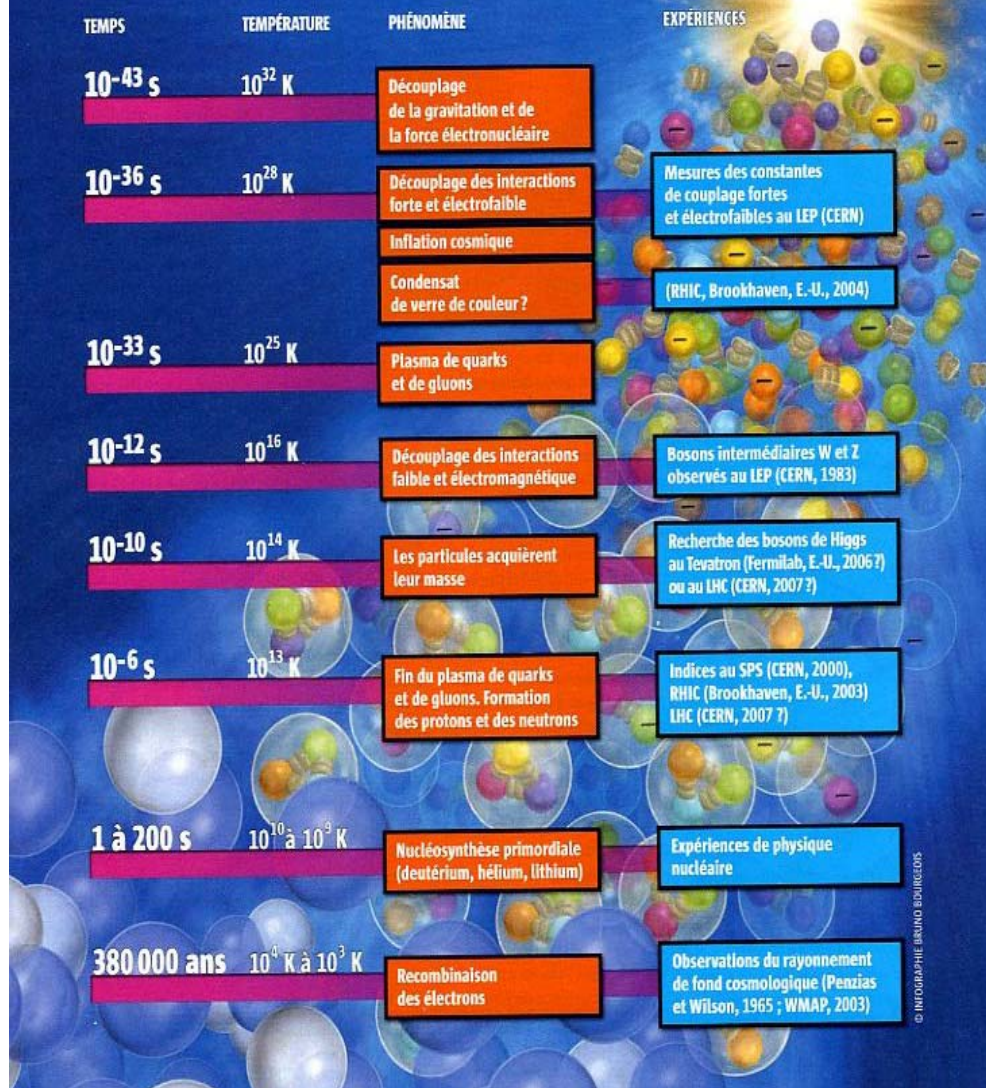 TEMPS TEMPÉRATURE PHÉNOMÈNE EXPÉRIENCES
10⁻⁴³ s 10³² K
Découplage
de la gravitation et de
la force électronucléaire
10⁻³⁶ s 10²⁸ K
Découplage des interactions
forte et électrofaible
Mesures des constantes
de couplage fortes
et électrofaibles au LEP (CERN)
Inflation cosmique
Condensat
de verre de couleur ?
(RHIC, Brookhaven, E.-U., 2004)
10⁻³³ s 10²⁵ K
Plasma de quarks
et de gluons
10⁻¹² s 10¹⁶ K
Découplage des interactions
faible et électromagnétique
Bosons intermédiaires W et Z
observés au LEP (CERN, 1983)
10⁻¹⁰ s 10¹⁴ K
Les particules acquièrent
leur masse
Recherche des bosons de Higgs
au Tevatron (Fermilab, E.-U., 2006 ?)
ou au LHC (CERN, 2007 ?)
10⁻⁶ s 10¹³ K
Fin du plasma de quarks
et de gluons. Formation
des protons et des neutrons
Indices au SPS (CERN, 2000),
RHIC (Brookhaven, E.-U., 2003)
LHC (CERN, 2007 ?)
1 à 200 s 10¹⁰ à 10⁹ K
Nucléosynthèse primordiale
(deutérium, hélium, lithium)
Expériences de physique
nucléaire
380 000 ans 10⁴ K à 10³ K
Recombinaison
des électrons
Observations du rayonnement
de fond cosmologique (Penzias
et Wilson, 1965 ; WMAP, 2003)
© INFOGRAPHIE BRUNO BOURGEOIS